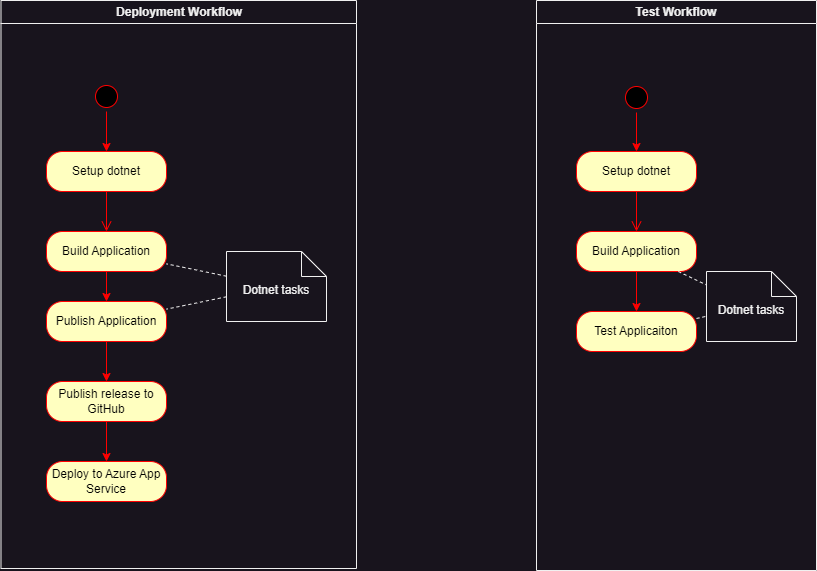 Deployment Workflow
Setup dotnet
Build Application
Dotnet tasks
Publish Application
Publish release to
GitHub
Deploy to Azure App
Service
Test Workflow
Setup dotnet
Build Application
Dotnet tasks
Test Applicaiton